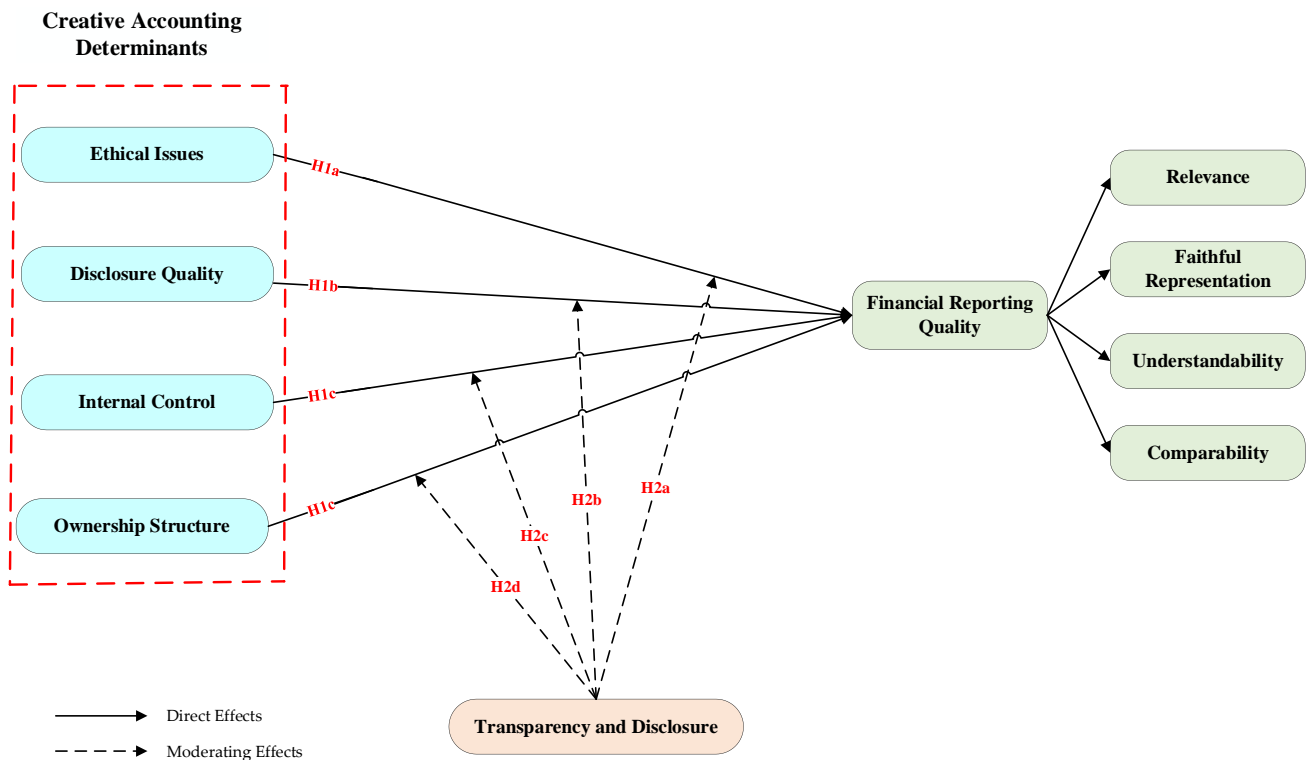 Creative Accounting
Determinants
Ethical Issues
H1a
Disclosure Quality
H1b
Internal Control
H1c
Ownership Structure
H1c
Financial Reporting
Quality
Relevance
Faithful
Representation
Understandability
Comparability
H2a
H2b
H2c
H2d
Transparency and Disclosure
Direct Effects
Moderating Effects